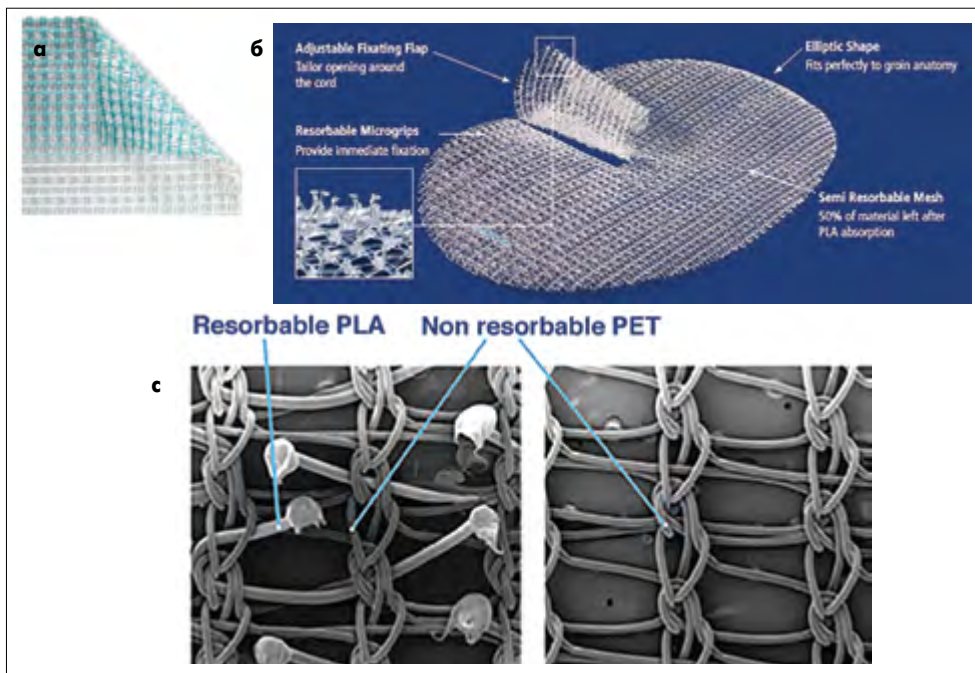 а
б
Adjustable Fixating Flap
Tailor opening around
the cord
Resorbable Microgrips
Provide immediate fixation
Elliptic Shape
Fits perfectly to groin anatomy
Semi Resorbable Mesh
50% of material left after
PLA absorption
Resorbable PLA
Non resorbable PET
с